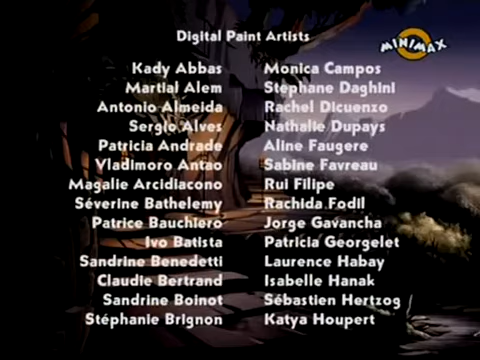 Digital Paint Artists
MINIMAX
Kady Abbas Monica Campos
Martial Alem Stephane Daghini
Antonio Almeida Rachel Dicuenzo
Sergio Alves Nathalie Dupays
Patricia Andrade Aline Faugere
Vladimoro Antao Sabine Favreau
Magalie Arcidiacono Rui Filipe
Séverine Bathelemy Rachida Fodil
Patrice Bauchiero Jorge Gavancha
Ivo Batista Patricia Georgelet
Sandrine Benedetti Laurence Habay
Claudie Bertrand Isabelle Hanak
Sandrine Boinot Sébastien Hertzog
Stéphanie Brignon Katya Houpert